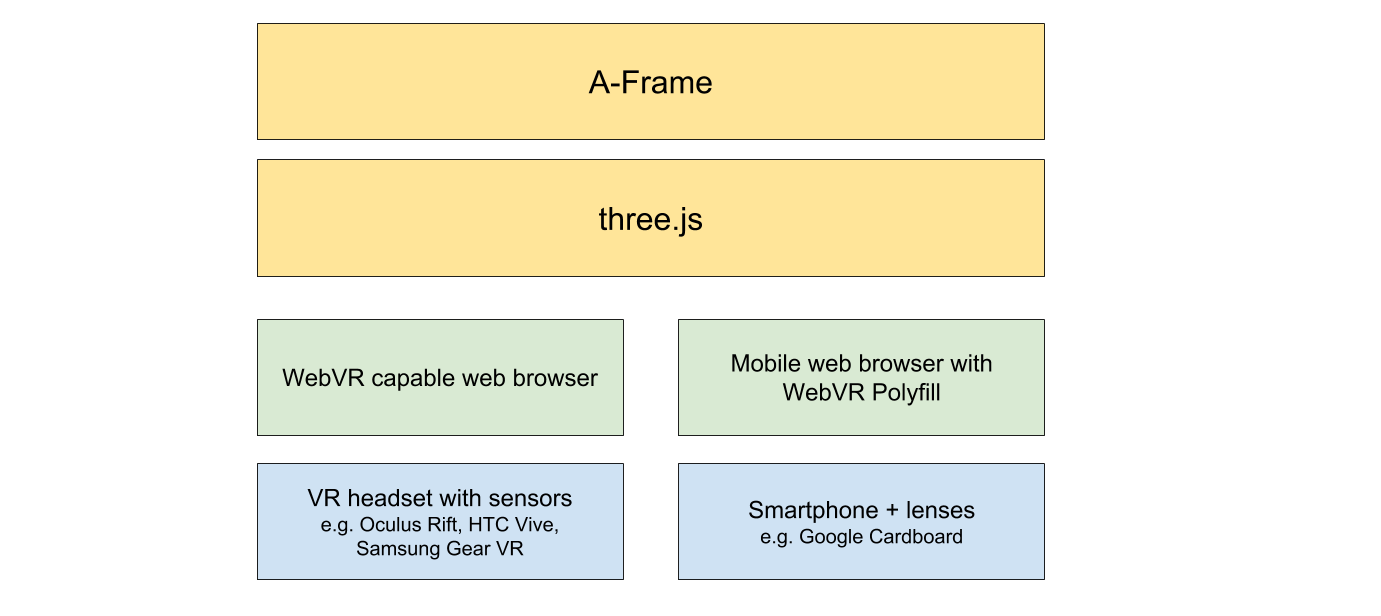 A-Frame
three.js
WebVR capable web browser
Mobile web browser with
WebVR Polyfill
VR headset with sensors
e.g. Oculus Rift, HTC Vive,
Samsung Gear VR
Smartphone + lenses
e.g. Google Cardboard